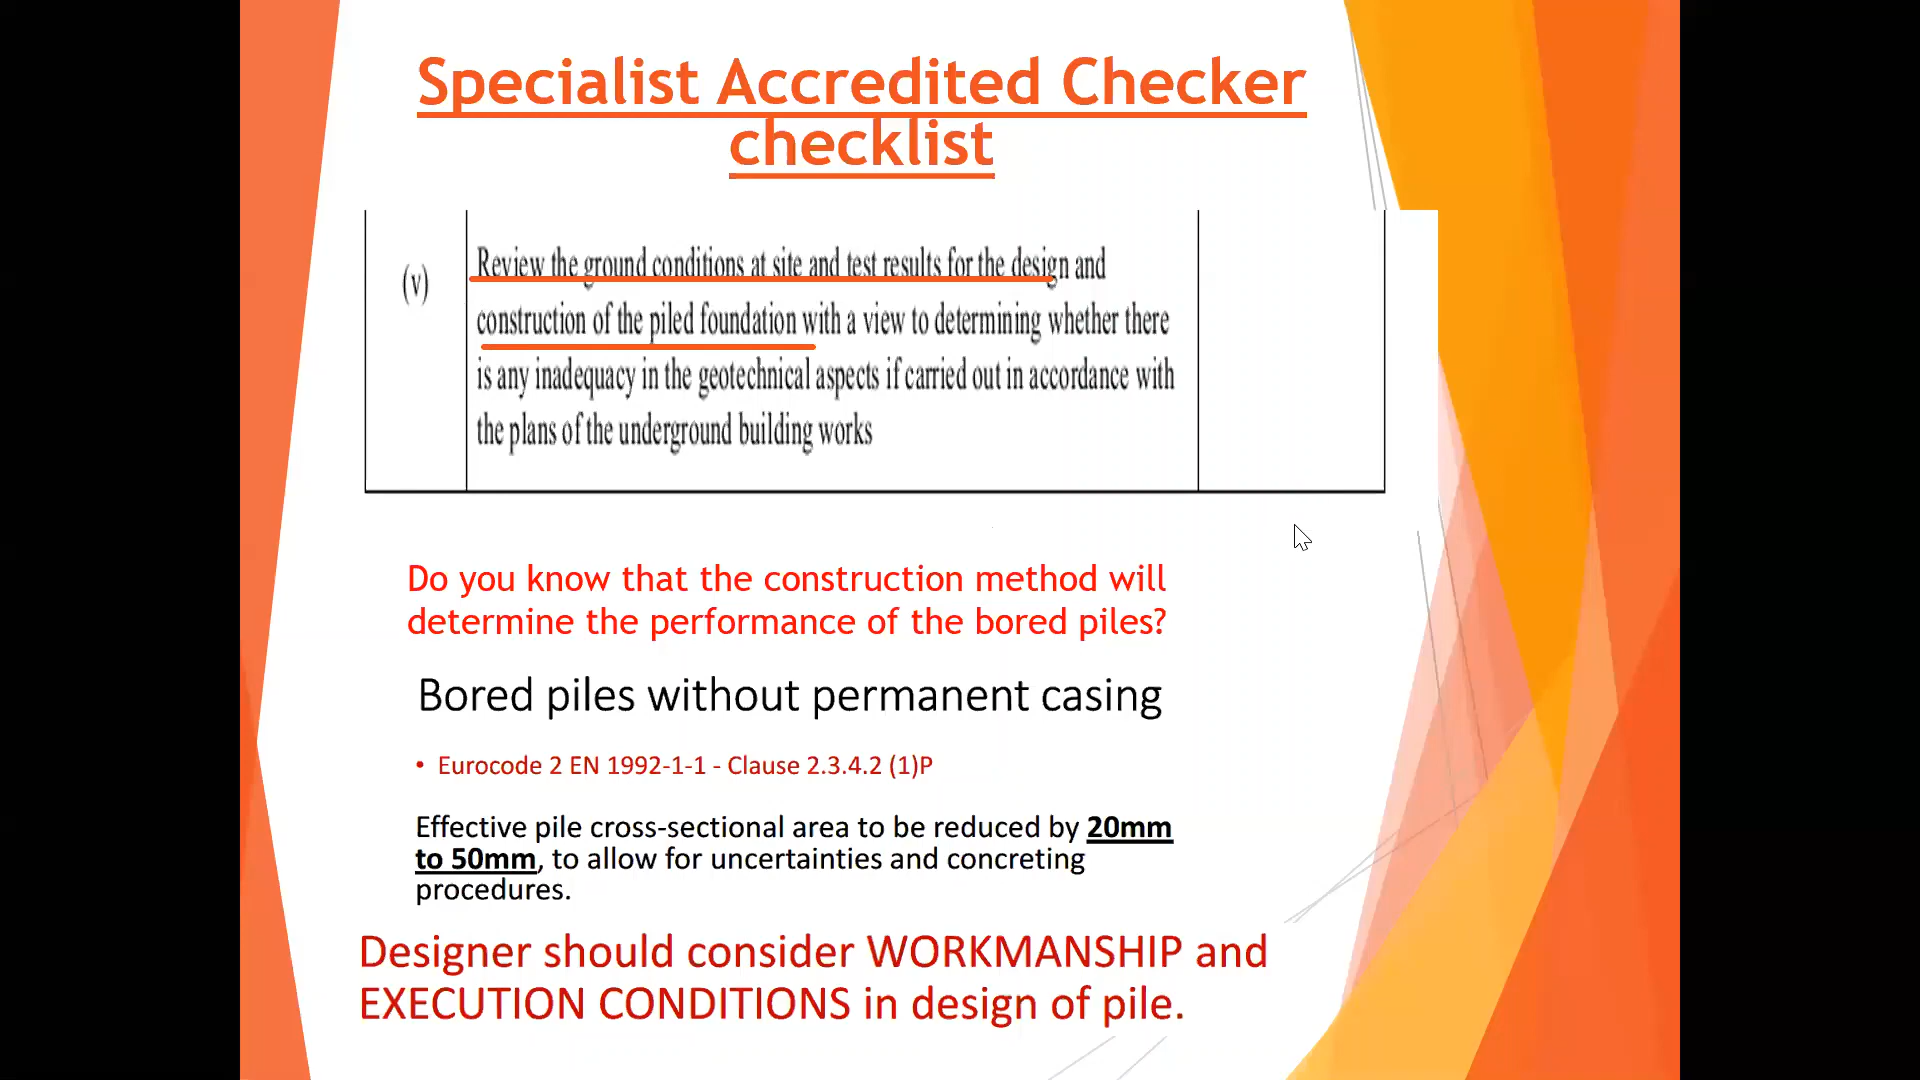 Specialist Accredited Checker
checklist
(v)
Review the ground conditions at site and test results for the design and
construction of the piled foundation with a view to determining whether there
is any inadequacy in the geotechnical aspects if carried out in accordance with
the plans of the underground building works
Do you know that the construction method will
determine the performance of the bored piles?
Bored piles without permanent casing
• Eurocode 2 EN 1992-1-1 - Clause 2.3.4.2 (1)P
Effective pile cross-sectional area to be reduced by 20mm
to 50mm, to allow for uncertainties and concreting
procedures.
Designer should consider WORKMANSHIP and
EXECUTION CONDITIONS in design of pile.